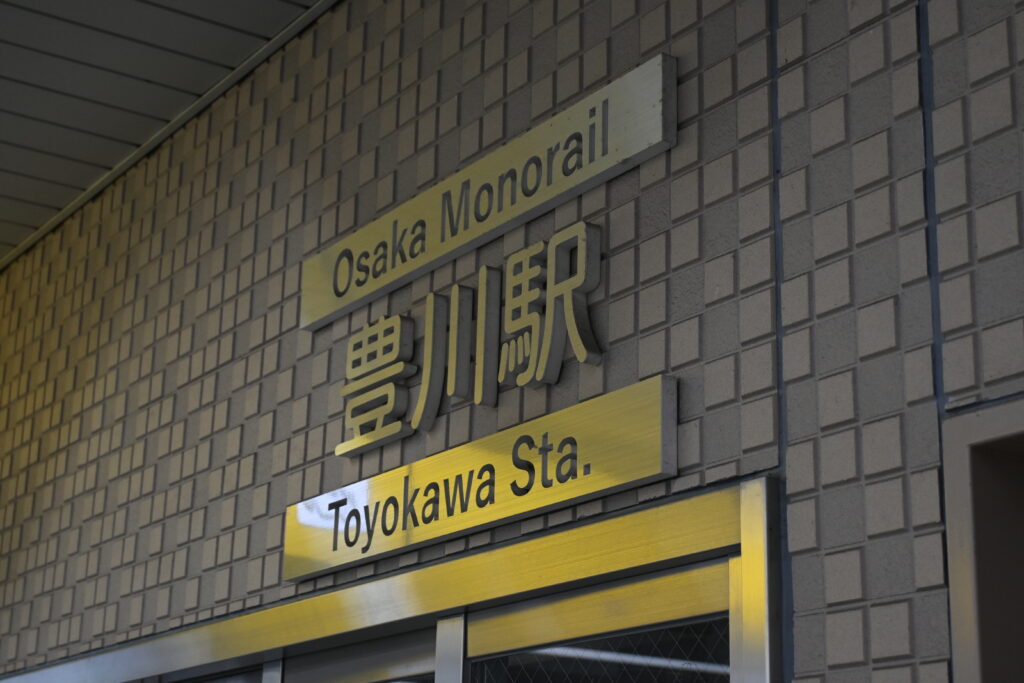 Osaka Monorail
豊川駅
Toyokawa Sta.